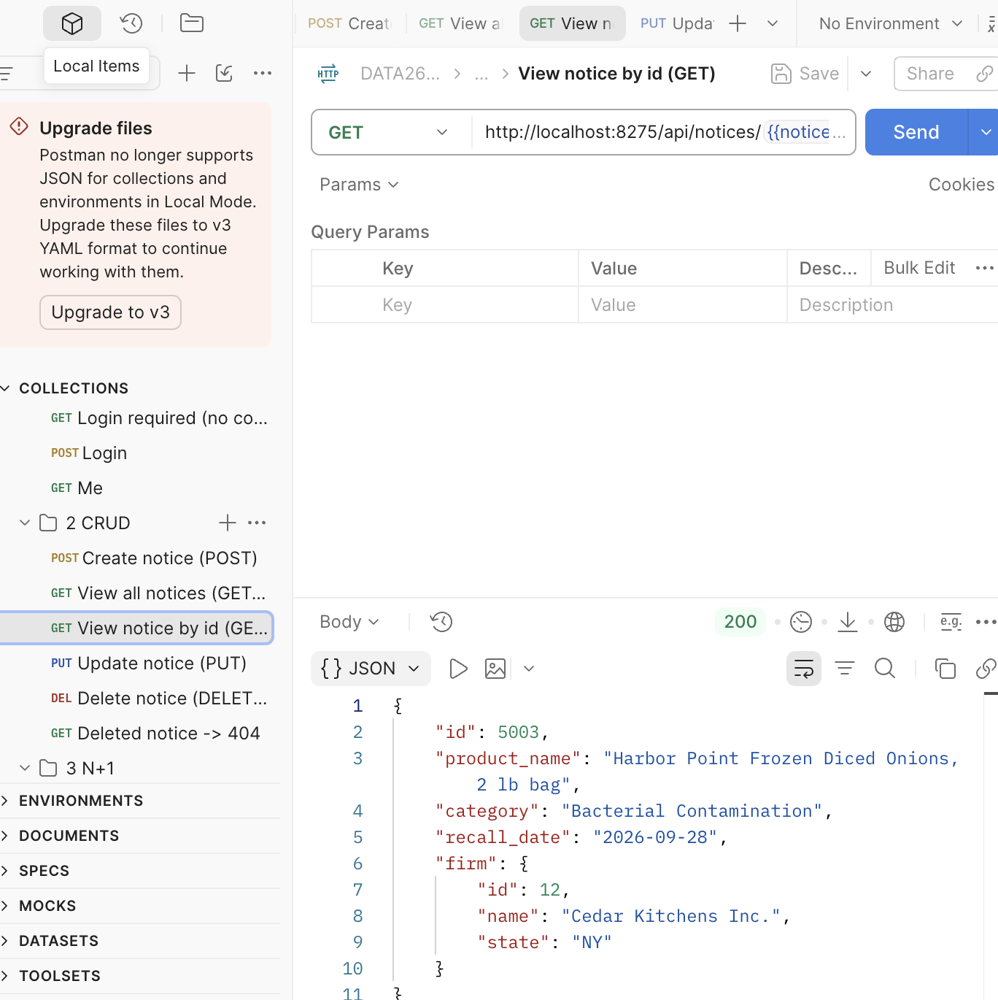 POST Creat
GET View a
GET View n
PUT Upda
No Environment
Local Items
HTTP DATA26... > ... > View notice by id (GET)
Save
Share
Upgrade files
Postman no longer supports
JSON for collections and
environments in Local Mode.
Upgrade these files to v3
YAML format to continue
working with them.
Upgrade to v3
GET
http://localhost:8275/api/notices/ {{notice...
Send
Params
Cookies
Query Params
Key Value Desc... Bulk Edit
Key Value Description
COLLECTIONS
GET Login required (no co...
POST Login
GET Me
2 CRUD
POST Create notice (POST)
GET View all notices (GET...
GET View notice by id (GE...
PUT Update notice (PUT)
DEL Delete notice (DELET...
GET Deleted notice -> 404
3 N+1
ENVIRONMENTS
DOCUMENTS
SPECS
MOCKS
DATASETS
TOOLSETS
Body
200
e.g.
{} JSON
1 {
2 "id": 5003,
3 "product_name": "Harbor Point Frozen Diced Onions,
2 lb bag",
4 "category": "Bacterial Contamination",
5 "recall_date": "2026-09-28",
6 "firm": {
7 "id": 12,
8 "name": "Cedar Kitchens Inc.",
9 "state": "NY"
10 }
11 }